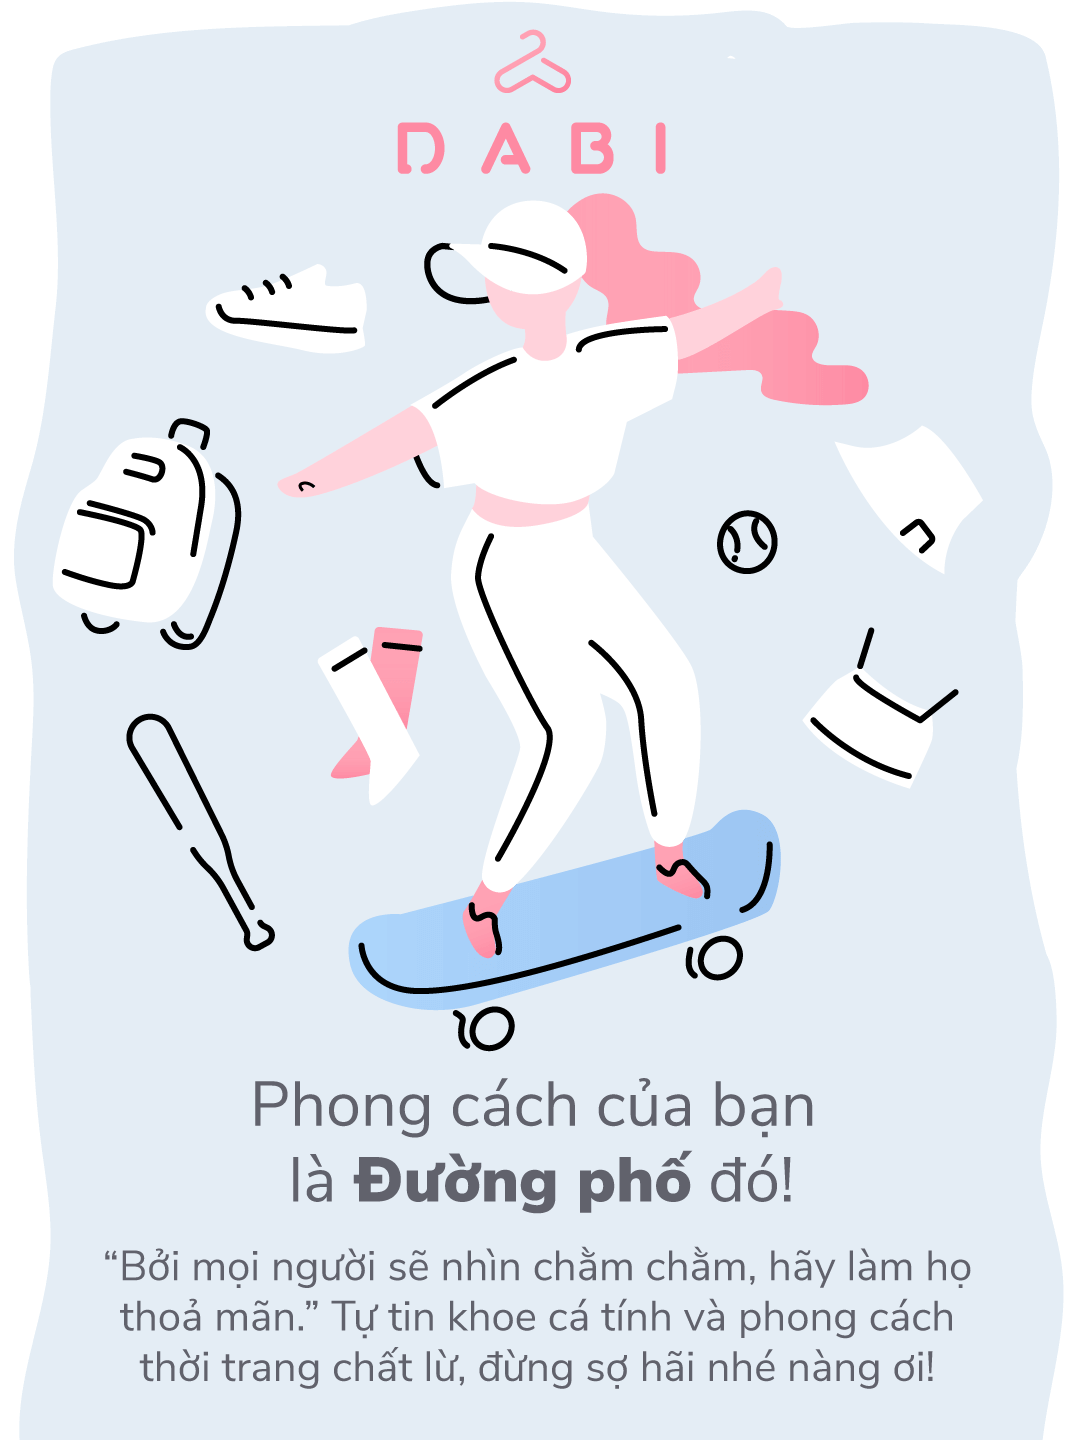 DABI
Phong cách của bạn
là Đường phố đó!
“Bởi mọi người sẽ nhìn chằm chằm, hãy làm họ
thoả mãn.” Tự tin khoe cá tính và phong cách
thời trang chất lừ, đừng sợ hãi nhé nàng ơi!